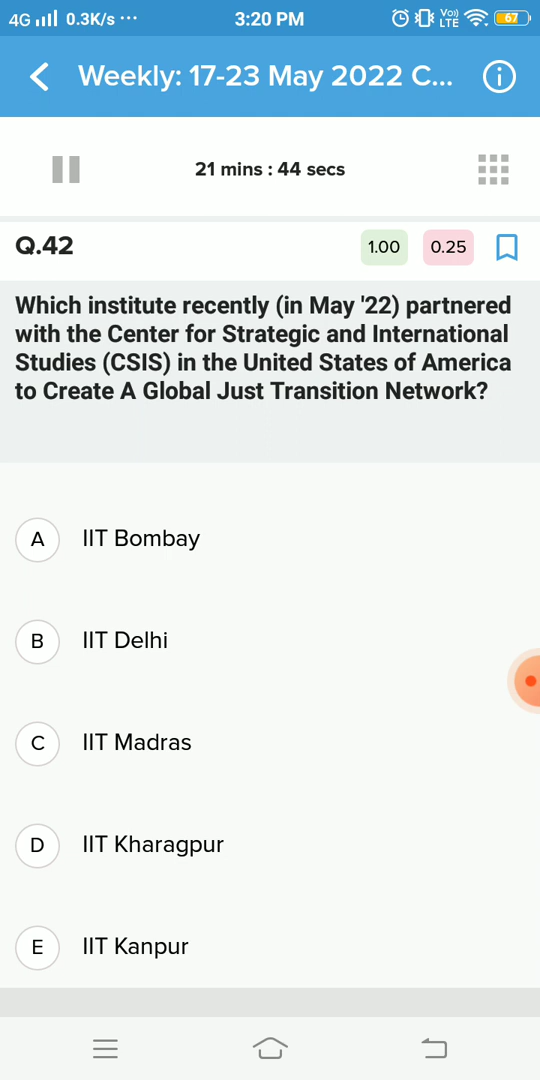 4G 0.3K/s ··· 3:20 PM Vo)) LTE 67
Weekly: 17-23 May 2022 C...
21 mins : 44 secs
Q.42 1.00 0.25
Which institute recently (in May '22) partnered
with the Center for Strategic and International
Studies (CSIS) in the United States of America
to Create A Global Just Transition Network?
A IIT Bombay
B IIT Delhi
C IIT Madras
D IIT Kharagpur
E IIT Kanpur